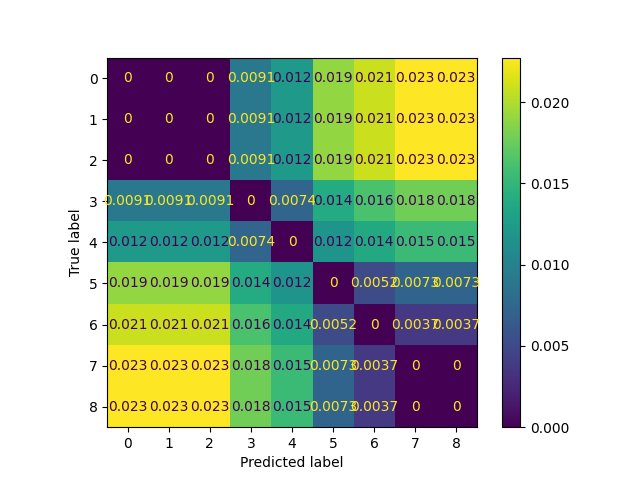 0 0 0 0 0.0091 0.012 0.019 0.021 0.023 0.023
1 0 0 0 0.0091 0.012 0.019 0.021 0.023 0.023
2 0 0 0 0.0091 0.012 0.019 0.021 0.023 0.023
3 0.0091 0.0091 0.0091 0 0.0074 0.014 0.016 0.018 0.018
4 0.012 0.012 0.012 0.0074 0 0.012 0.014 0.015 0.015
5 0.019 0.019 0.019 0.014 0.012 0 0.0052 0.0073 0.0073
6 0.021 0.021 0.021 0.016 0.014 0.0052 0 0.0037 0.0037
7 0.023 0.023 0.023 0.018 0.015 0.0073 0.0037 0 0
8 0.023 0.023 0.023 0.018 0.015 0.0073 0.0037 0 0
0 1 2 3 4 5 6 7 8
Predicted label
True label
0.020
0.015
0.010
0.005
0.000